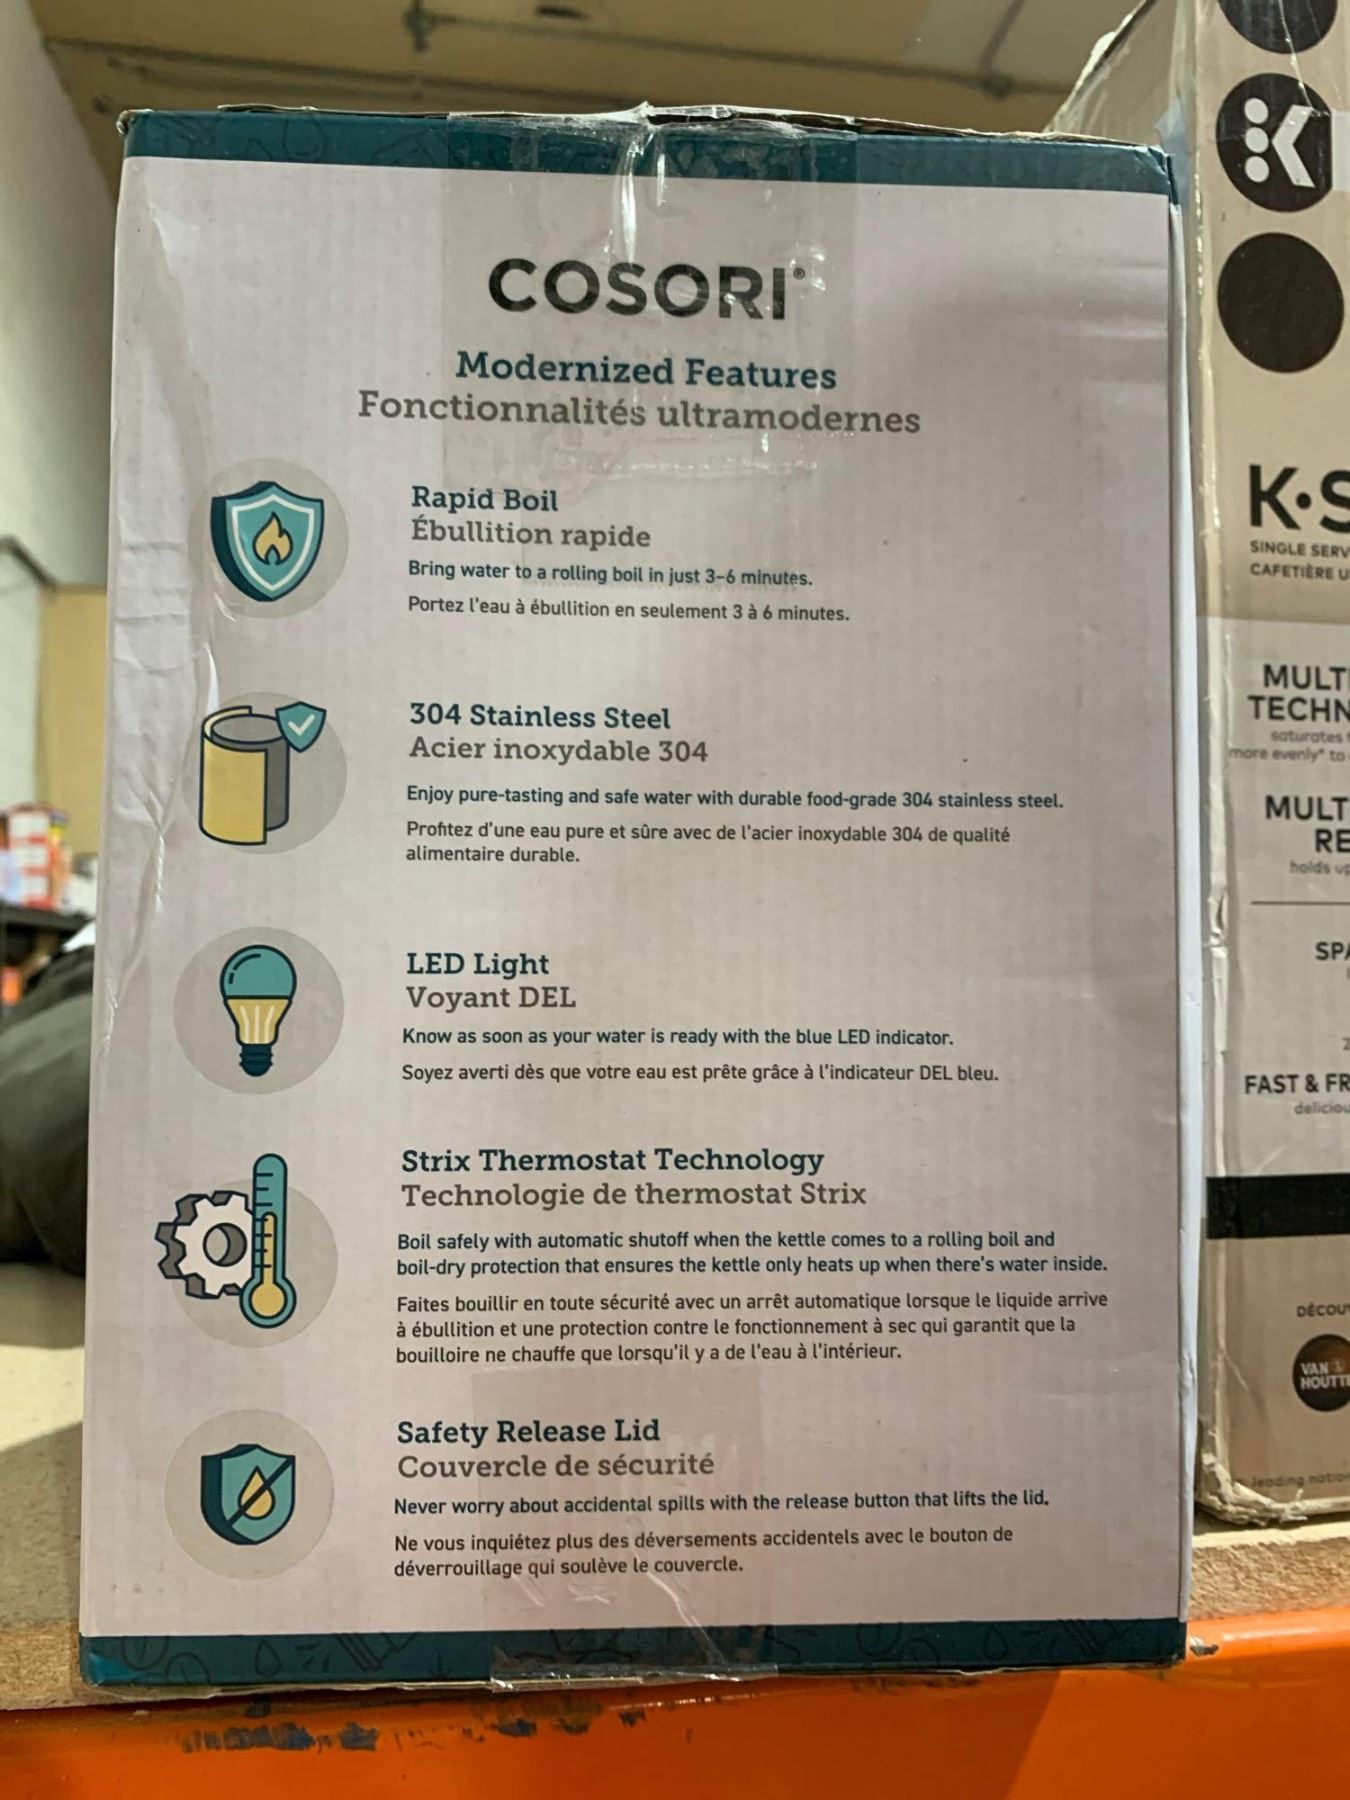 COSORI®
Modernized Features
Fonctionnalités ultramodernes
Rapid Boil
Ébullition rapide
Bring water to a rolling boil in just 3-6 minutes.
Portez l'eau à ébullition en seulement 3 à 6 minutes.
304 Stainless Steel
Acier inoxydable 304
Enjoy pure-tasting and safe water with durable food-grade 304 stainless steel.
Profitez d'une eau pure et sûre avec de l'acier inoxydable 304 de qualité
alimentaire durable.
LED Light
Voyant DEL
Know as soon as your water is ready with the blue LED indicator.
Soyez averti dès que votre eau est prête grâce à l'indicateur DEL bleu.
Strix Thermostat Technology
Technologie de thermostat Strix
Boil safely with automatic shutoff when the kettle comes to a rolling boil and
boil-dry protection that ensures the kettle only heats up when there's water inside.
Faites bouillir en toute sécurité avec un arrêt automatique lorsque le liquide arrive
à ébullition et une protection contre le fonctionnement à sec qui garantit que la
bouilloire ne chauffe que lorsqu'il y a de l'eau à l'intérieur.
Safety Release Lid
Couvercle de sécurité
Never worry about accidental spills with the release button that lifts the lid.
Ne vous inquiétez plus des déversements accidentels avec le bouton de
déverrouillage qui soulève le couvercle.
K
K•S
SINGLE SERV
CAFETIÈRE U
MULTI
TECHN
saturates
more evenly* to
MULT
RE
holds up
SPA
FAST & FR
deliciou
DÉCOU
VAN
HOUTT
leading nation